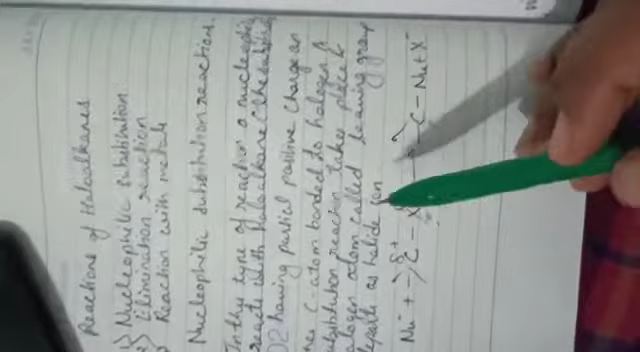 Reactions of Haloalkanes
1) Nucleophilic substitution
2) Elimination reaction
3) Reaction with metals
Nucleophilic substitution reactions.
In this type of reaction a nucleophile
reacts with haloalkane (the substrate
having partial positive charge on
the C-atom bonded to halogen A
substitution reaction takes place &
halogen atom called leaving group
departs as halide ion
Nu⁻ + C δ+ – X → C – Nu + X⁻